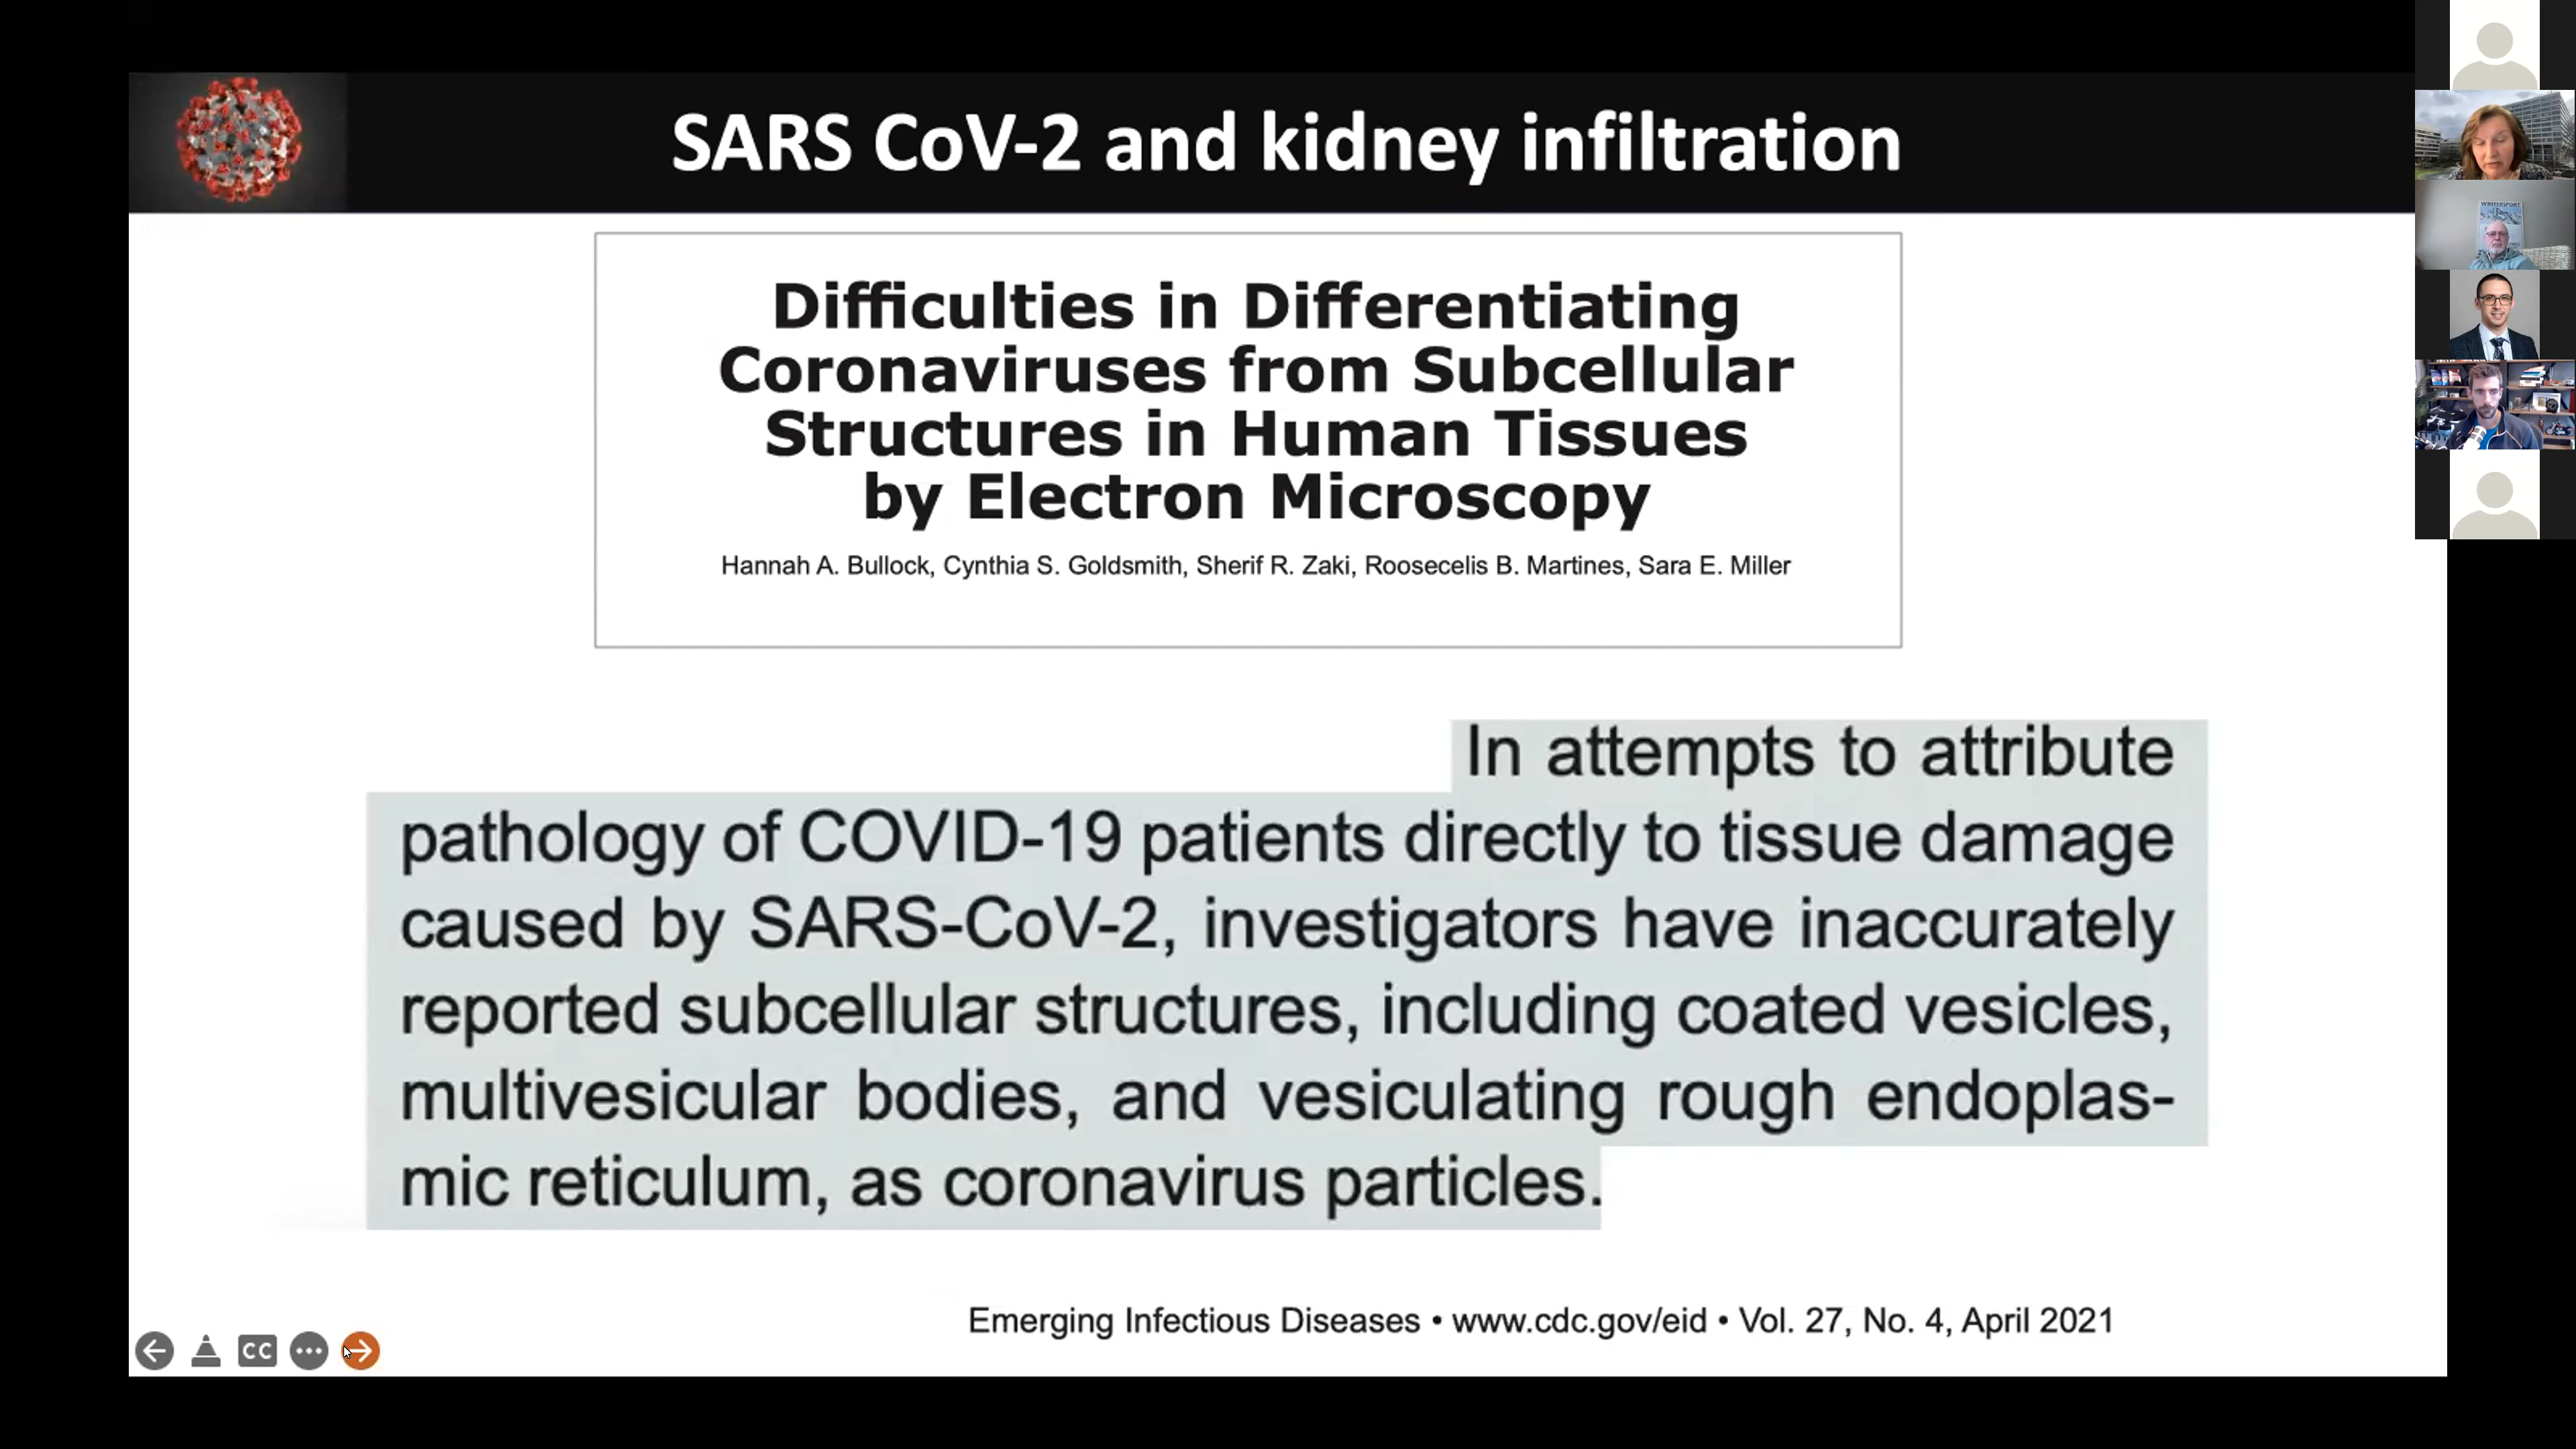 SARS CoV-2 and kidney infiltration
Difficulties in Differentiating
Coronaviruses from Subcellular
Structures in Human Tissues
by Electron Microscopy
Hannah A. Bullock, Cynthia S. Goldsmith, Sherif R. Zaki, Roosecelis B. Martines, Sara E. Miller
In attempts to attribute
pathology of COVID-19 patients directly to tissue damage
caused by SARS-CoV-2, investigators have inaccurately
reported subcellular structures, including coated vesicles,
multivesicular bodies, and vesiculating rough endoplas-
mic reticulum, as coronavirus particles.
Emerging Infectious Diseases • www.cdc.gov/eid • Vol. 27, No. 4, April 2021
CC
WINTERSPORT